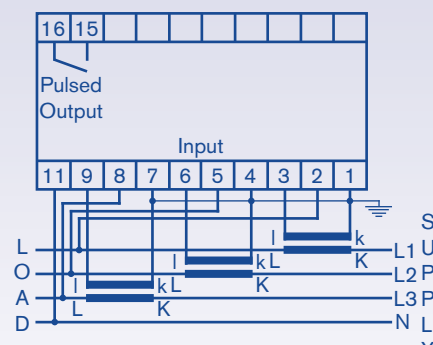 16 15
Pulsed
Output
Input
11 9 8 7 6 5 4 3 2 1
l k S
L L K L1 U
l k
O L K L2 P
l k
A L K L3 P
D N L